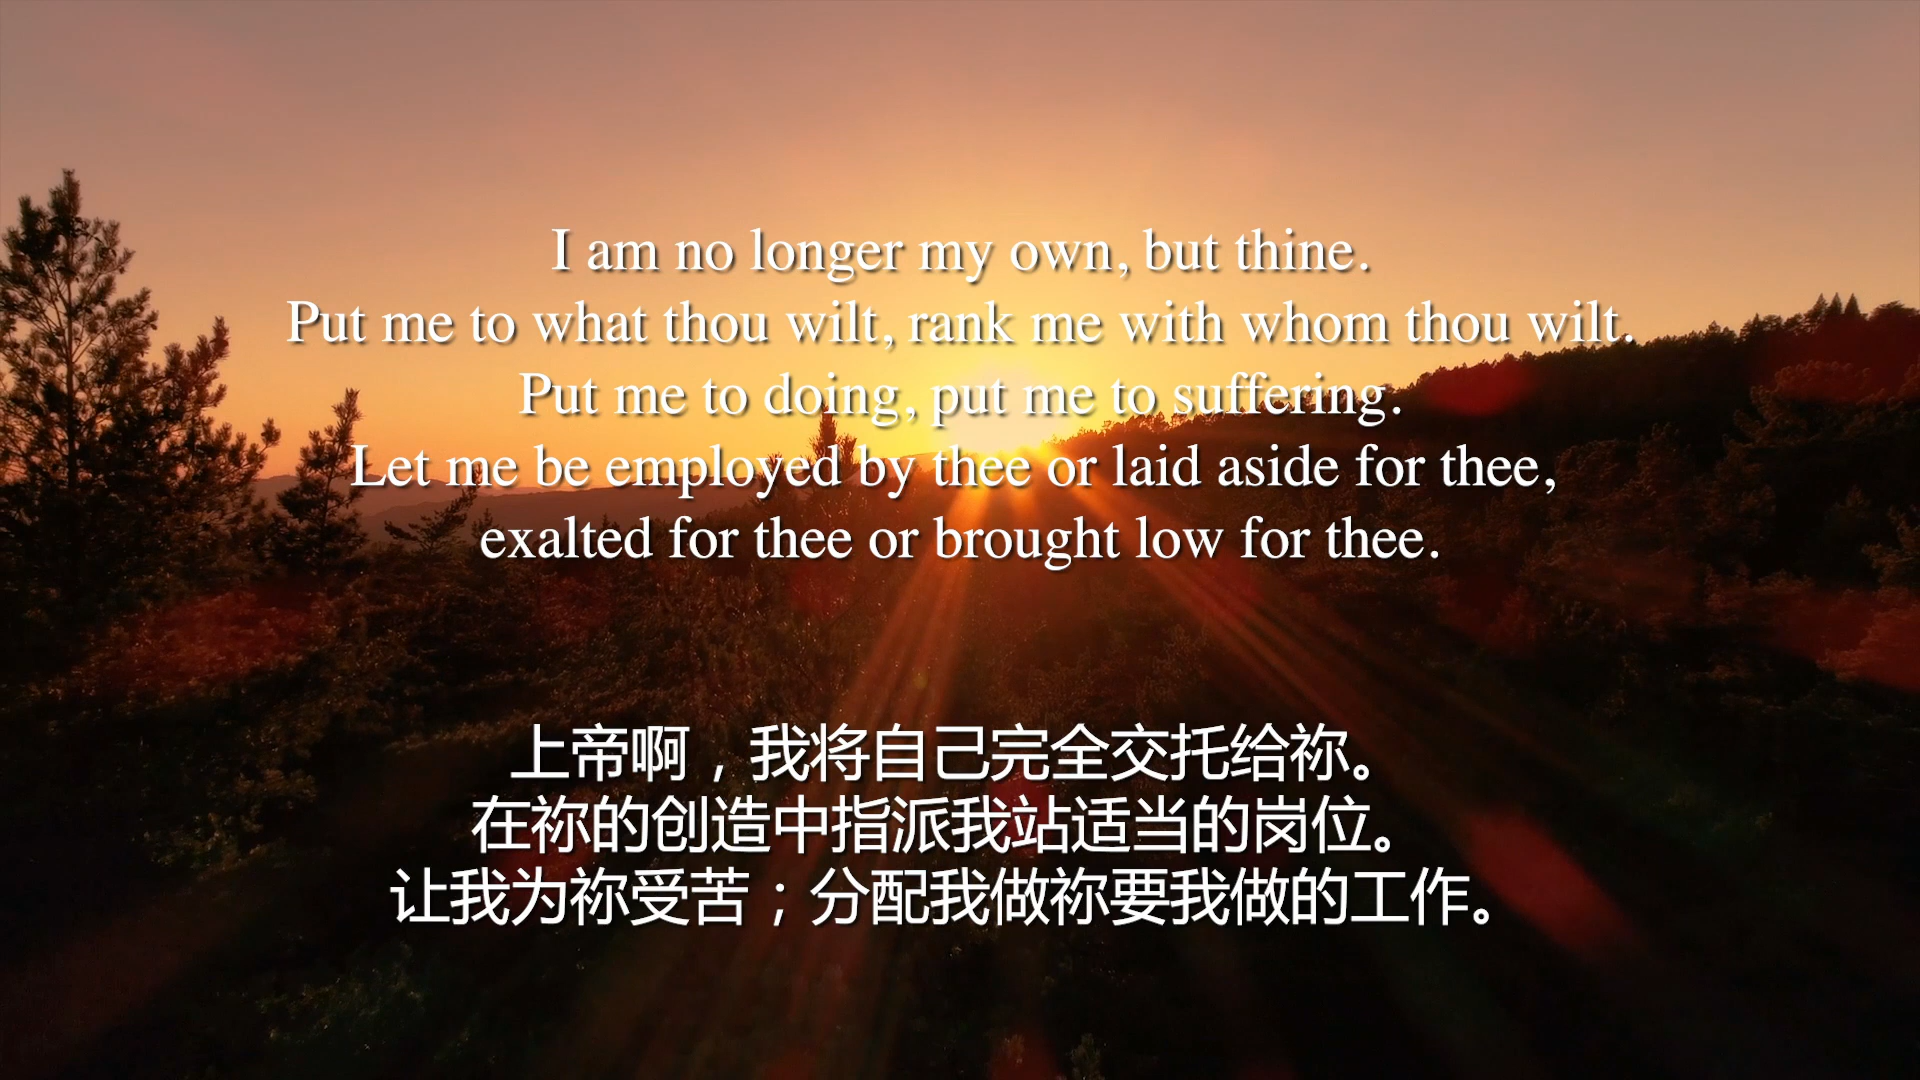 I am no longer my own, but thine.
Put me to what thou wilt, rank me with whom thou wilt.
Put me to doing, put me to suffering.
Let me be employed by thee or laid aside for thee,
exalted for thee or brought low for thee.
上帝啊，我将自己完全交托给祢。
在祢的创造中指派我站适当的岗位。
让我为祢受苦；分配我做祢要我做的工作。